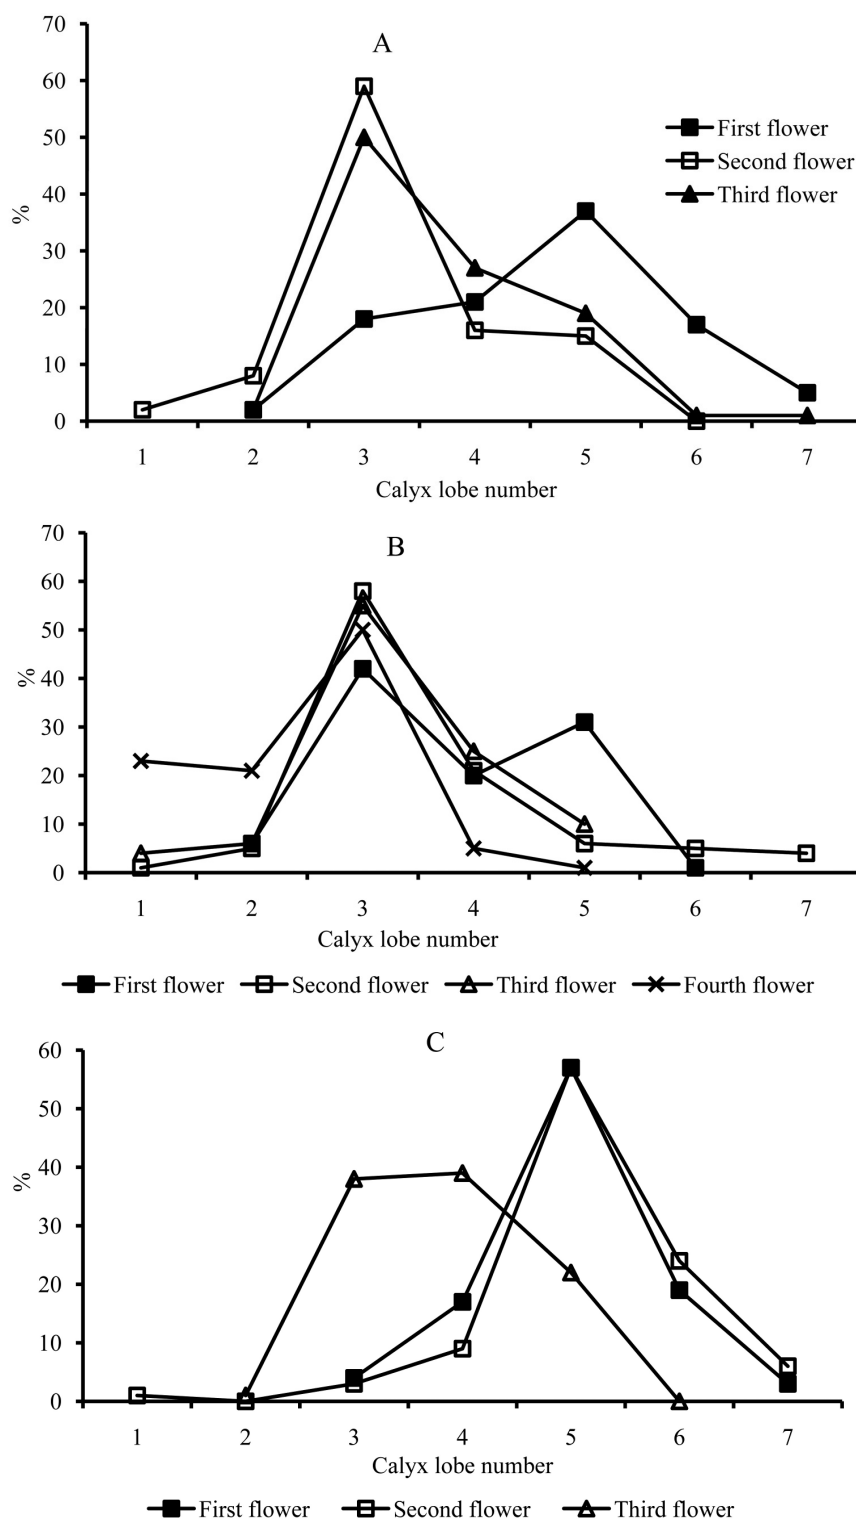 A
70
60
50
40
30
20
10
0
%
First flower
Second flower
Third flower
1 2 3 4 5 6 7
Calyx lobe number
B
70
60
50
40
30
20
10
0
%
1 2 3 4 5 6 7
Calyx lobe number
First flower Second flower Third flower Fourth flower
C
60
50
40
30
20
10
0
%
1 2 3 4 5 6 7
Calyx lobe number
First flower Second flower Third flower